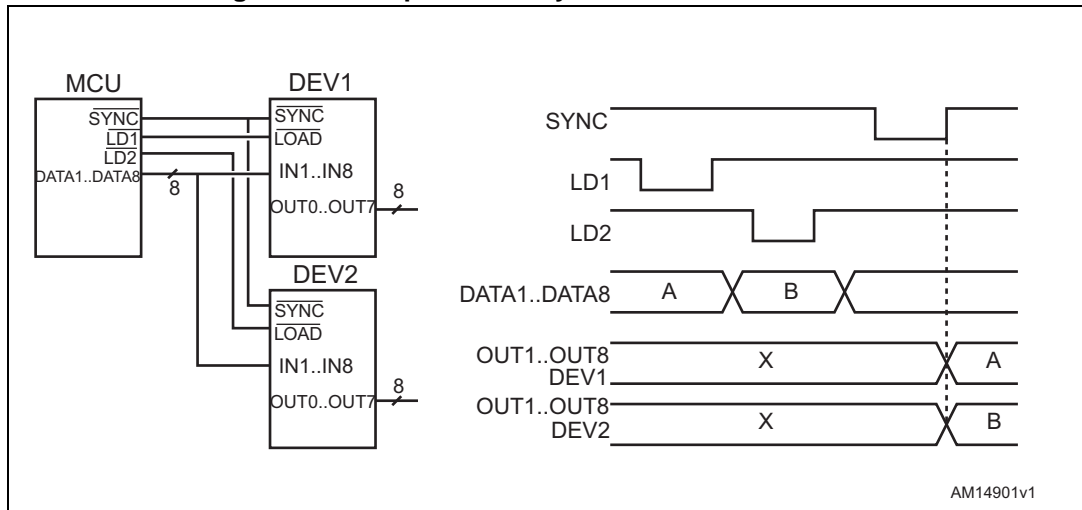 MCU
SYNC
LD1
LD2
DATA1..DATA8
8
DEV1
SYNC
LOAD
IN1..IN8
OUT0..OUT7
8
DEV2
SYNC
LOAD
IN1..IN8
OUT0..OUT7
8
SYNC
LD1
LD2
DATA1..DATA8
A
B
OUT1..OUT8
DEV1
X
A
OUT1..OUT8
DEV2
X
B
AM14901v1